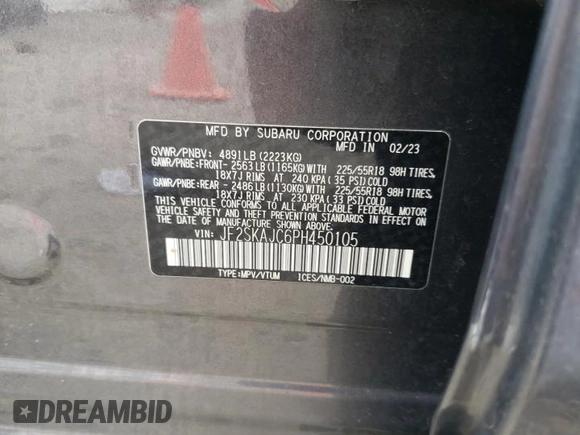 MFD BY SUBARU CORPORATION
MFD IN 02/23
GVWR/PNBV: 4891LB (2223KG)
GAWR/PNBE:FRONT- 2563LB(1165KG)WITH 225/55R18 98H TIRES,
18X7J RIMS AT 240 KPA(35 PSI)COLD
GAWR/PNBE:REAR - 2486LB(1130KG)WITH 225/55R18 98H TIRES,
18X7J RIMS AT 230 KPA(33 PSI)COLD
THIS VEHICLE CONFORMS TO ALL APPLICABLE FEDERAL MOTOR
VEHICLE SAFETY AND THEFT PREVENTION STANDARDS IN EFFECT ON THE
DATE OF MANUFACTURE SHOWN ABOVE.
VIN: JF2SKAJC6PH450105
TYPE:MPV/VTUM ICES/NMB-002
DREAMBID